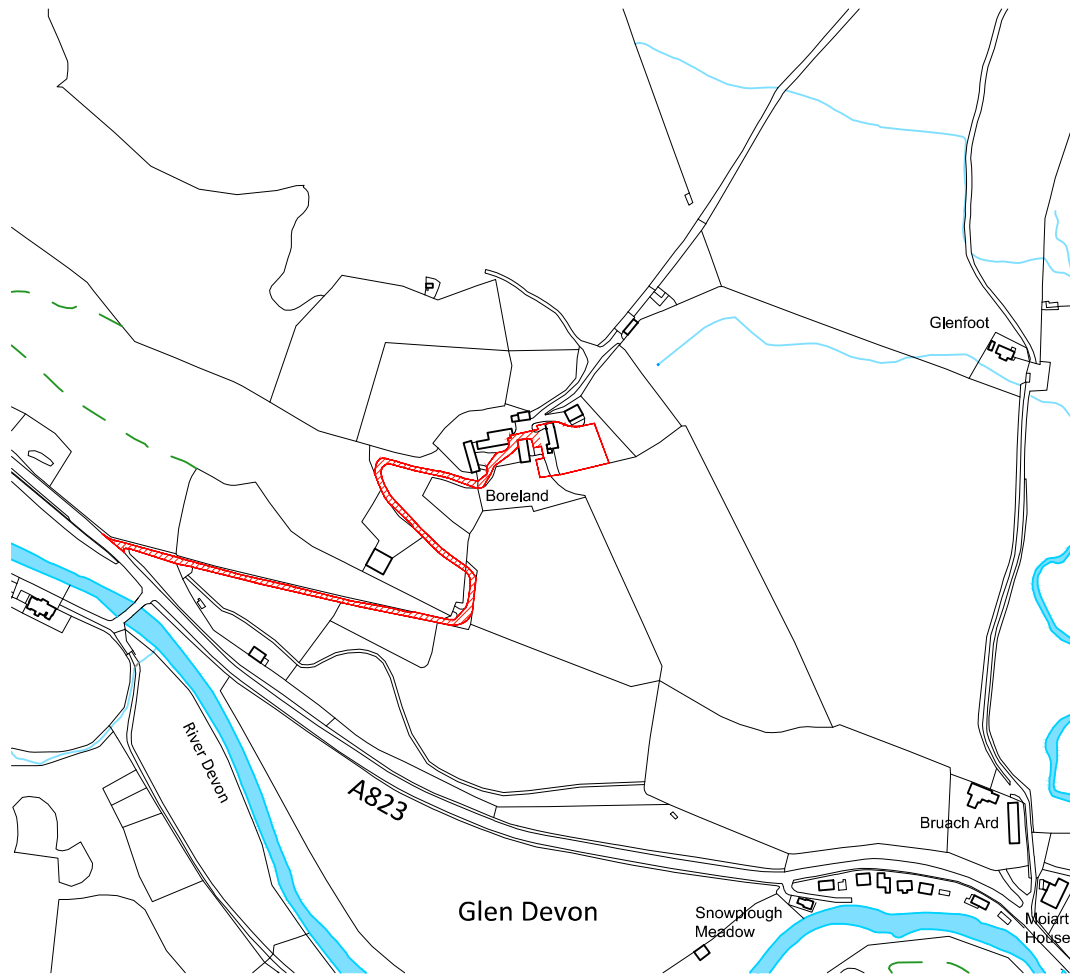 Glenfoot
Boreland
River Devon
A823
Bruach Ard
Glen Devon
Snowplough
Meadow
Moiart
House